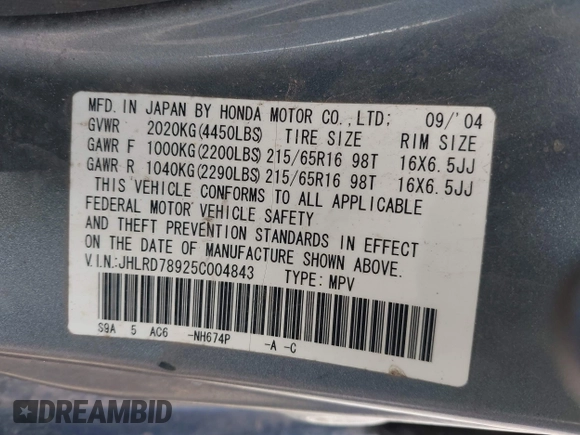 MFD. IN JAPAN BY HONDA MOTOR CO., LTD; 09/'04
GVWR 2020KG(4450LBS) TIRE SIZE RIM SIZE
GAWR F 1000KG(2200LBS) 215/65R16 98T 16X6.5JJ
GAWR R 1040KG(2290LBS) 215/65R16 98T 16X6.5JJ
THIS VEHICLE CONFORMS TO ALL APPLICABLE
FEDERAL MOTOR VEHICLE SAFETY
AND THEFT PREVENTION STANDARDS IN EFFECT
ON THE DATE OF MANUFACTURE SHOWN ABOVE.
V.I.N:JHLRD78925C004843 TYPE: MPV
S9A 5 AC6 -NH674P -A -C
DREAMBID